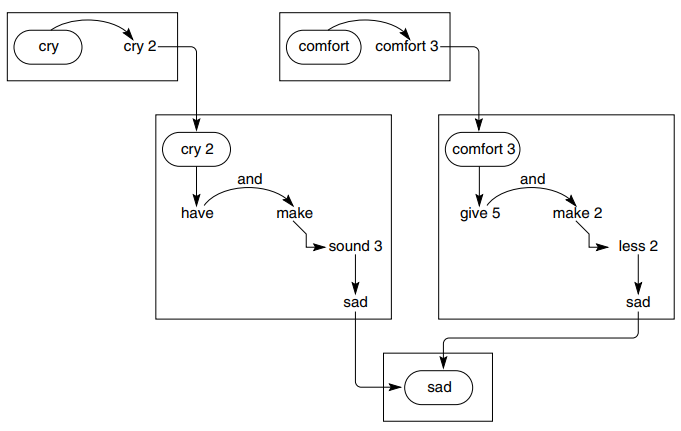 cry cry 2 comfort comfort 3
cry 2 comfort 3
and and
have make give 5 make 2
sound 3 less 2
sad sad
sad